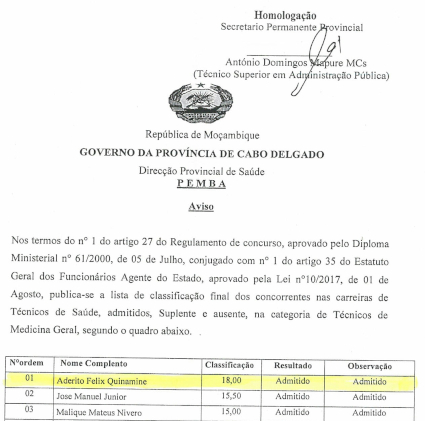 Homologação
Secretario Permanente Provincial
António Domingos Mapure MCs
(Técnico Superior em Administração Pública)
República de Moçambique
GOVERNO DA PROVÍNCIA DE CABO DELGADO
Direcção Provincial de Saúde
PEMBA
Aviso
Nos termos do nº 1 do artigo 27 do Regulamento de concurso, aprovado pelo Diploma
Ministerial nº 61/2000, de 05 de Julho, conjugado com nº 1 do artigo 35 do Estatuto
Geral dos Funcionários Agente do Estado, aprovado pela Lei nº10/2017, de 01 de
Agosto, publica-se a lista de classificação final dos concorrentes nas carreiras de
Técnicos de Saúde, admitidos, Suplente e ausente, na categoria de Técnicos de
Medicina Geral, segundo o quadro abaixo.
Nºordem Nome Complento Classificação Resultado Observação
01 Aderito Felix Quinamine 18,00 Admitido Admitido
02 Jose Manuel Junior 15,50 Admitido Admitido
03 Malique Mateus Nivero 15,00 Admitido Admitido